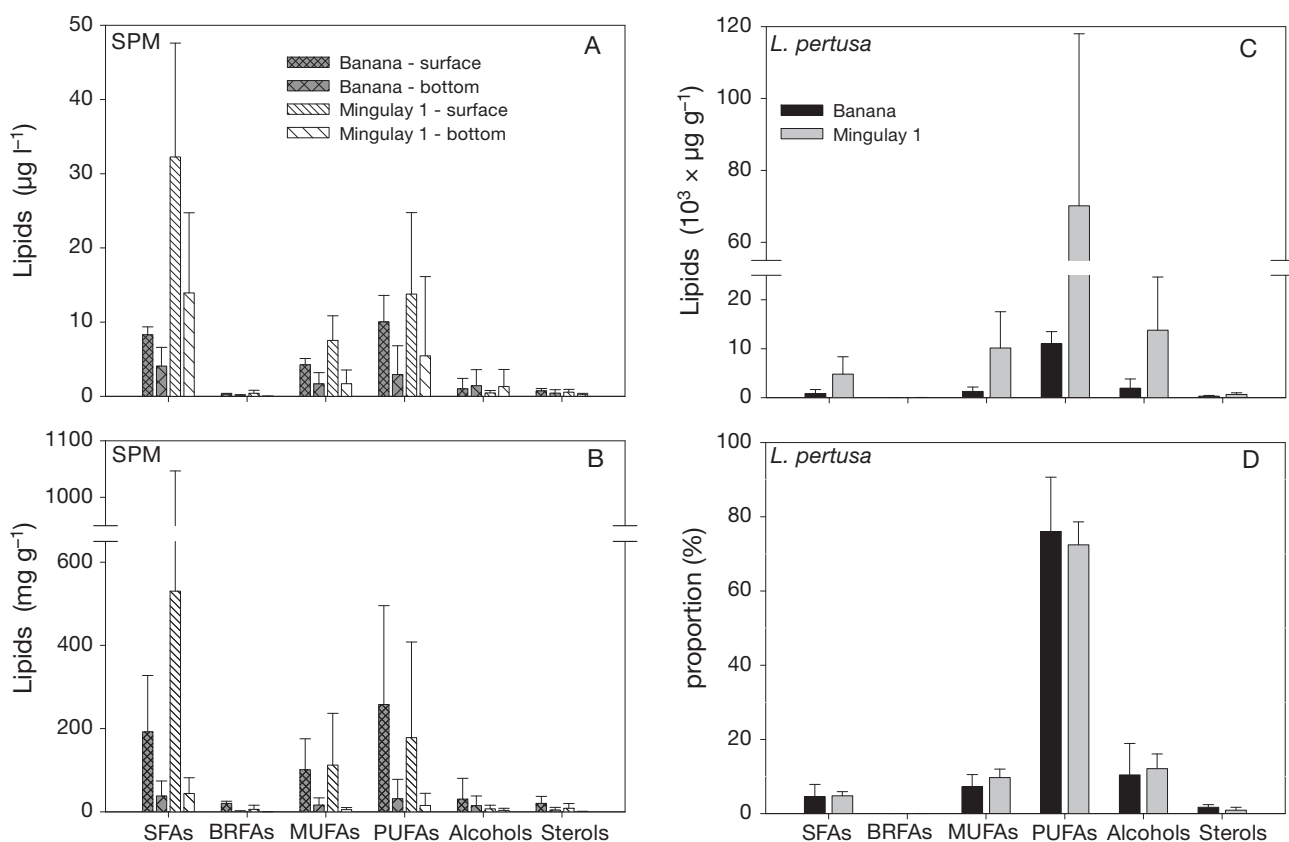 SPM
A
Banana - surface
Banana - bottom
Mingulay 1 - surface
Mingulay 1 - bottom
Lipids (µg l⁻¹)
50
40
30
20
10
0
SPM
B
Lipids (mg g⁻¹)
1100
1000
600
400
200
0
SFAs BRFAs MUFAs PUFAs Alcohols Sterols
L. pertusa
C
Banana
Mingulay 1
Lipids (10³ × µg g⁻¹)
120
100
80
60
20
10
0
L. pertusa
D
proportion (%)
100
80
60
40
20
0
SFAs BRFAs MUFAs PUFAs Alcohols Sterols